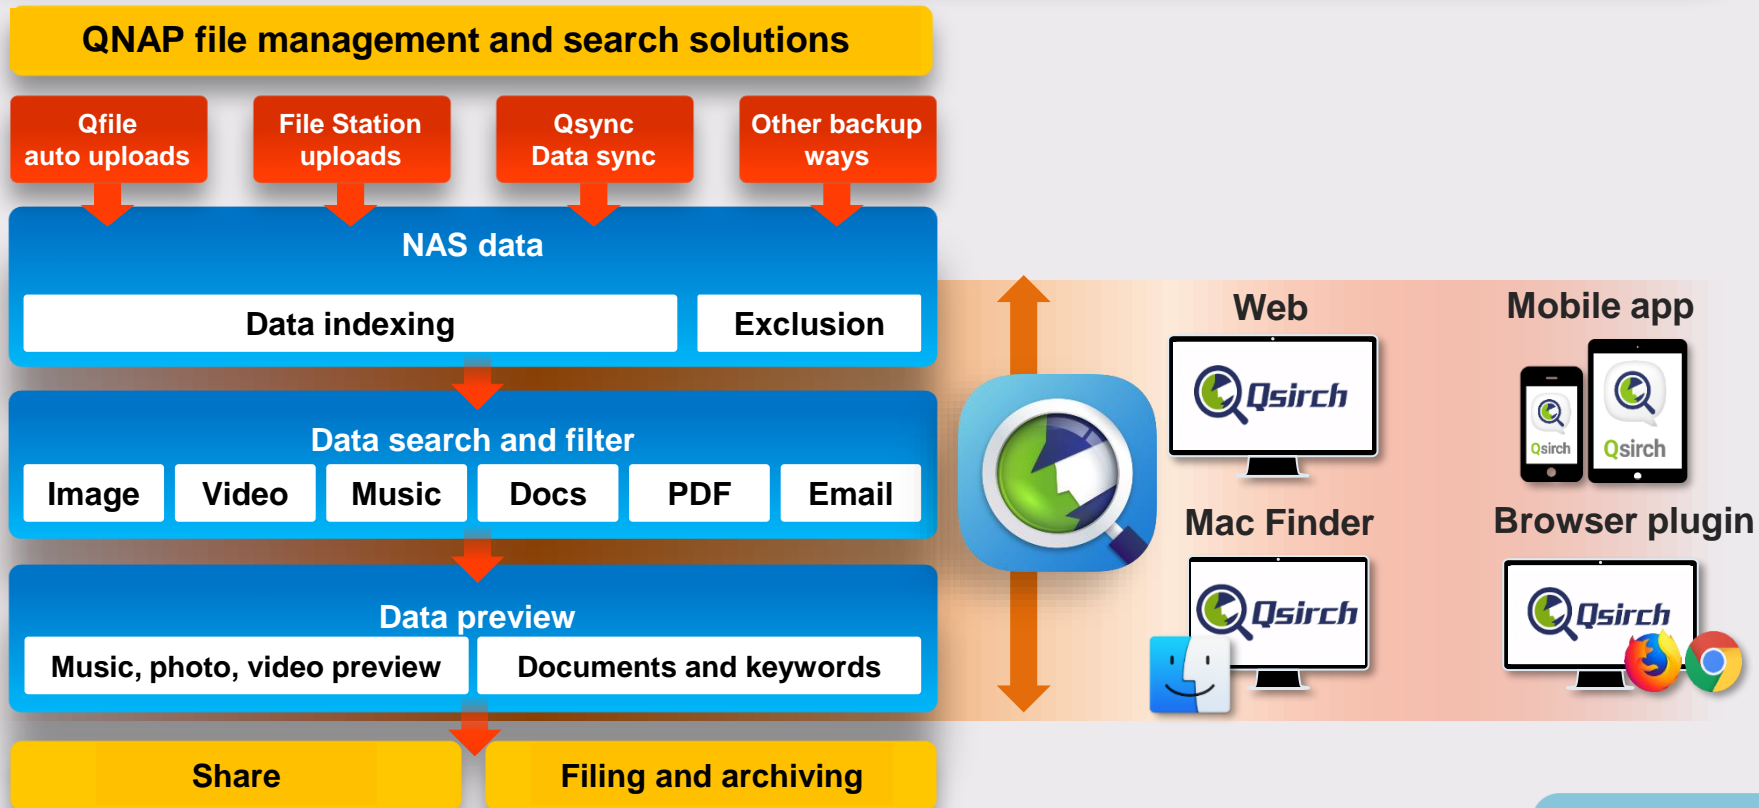 QNAP file management and search solutions
Qfile
auto uploads
File Station
uploads
Qsync
Data sync
Other backup
ways
NAS data
Data indexing
Exclusion
Data search and filter
Image
Video
Music
Docs
PDF
Email
Data preview
Music, photo, video preview
Documents and keywords
Share
Filing and archiving
Web
Qsirch
Mobile app
Qsirch
Qsirch
Mac Finder
Qsirch
Browser plugin
Qsirch